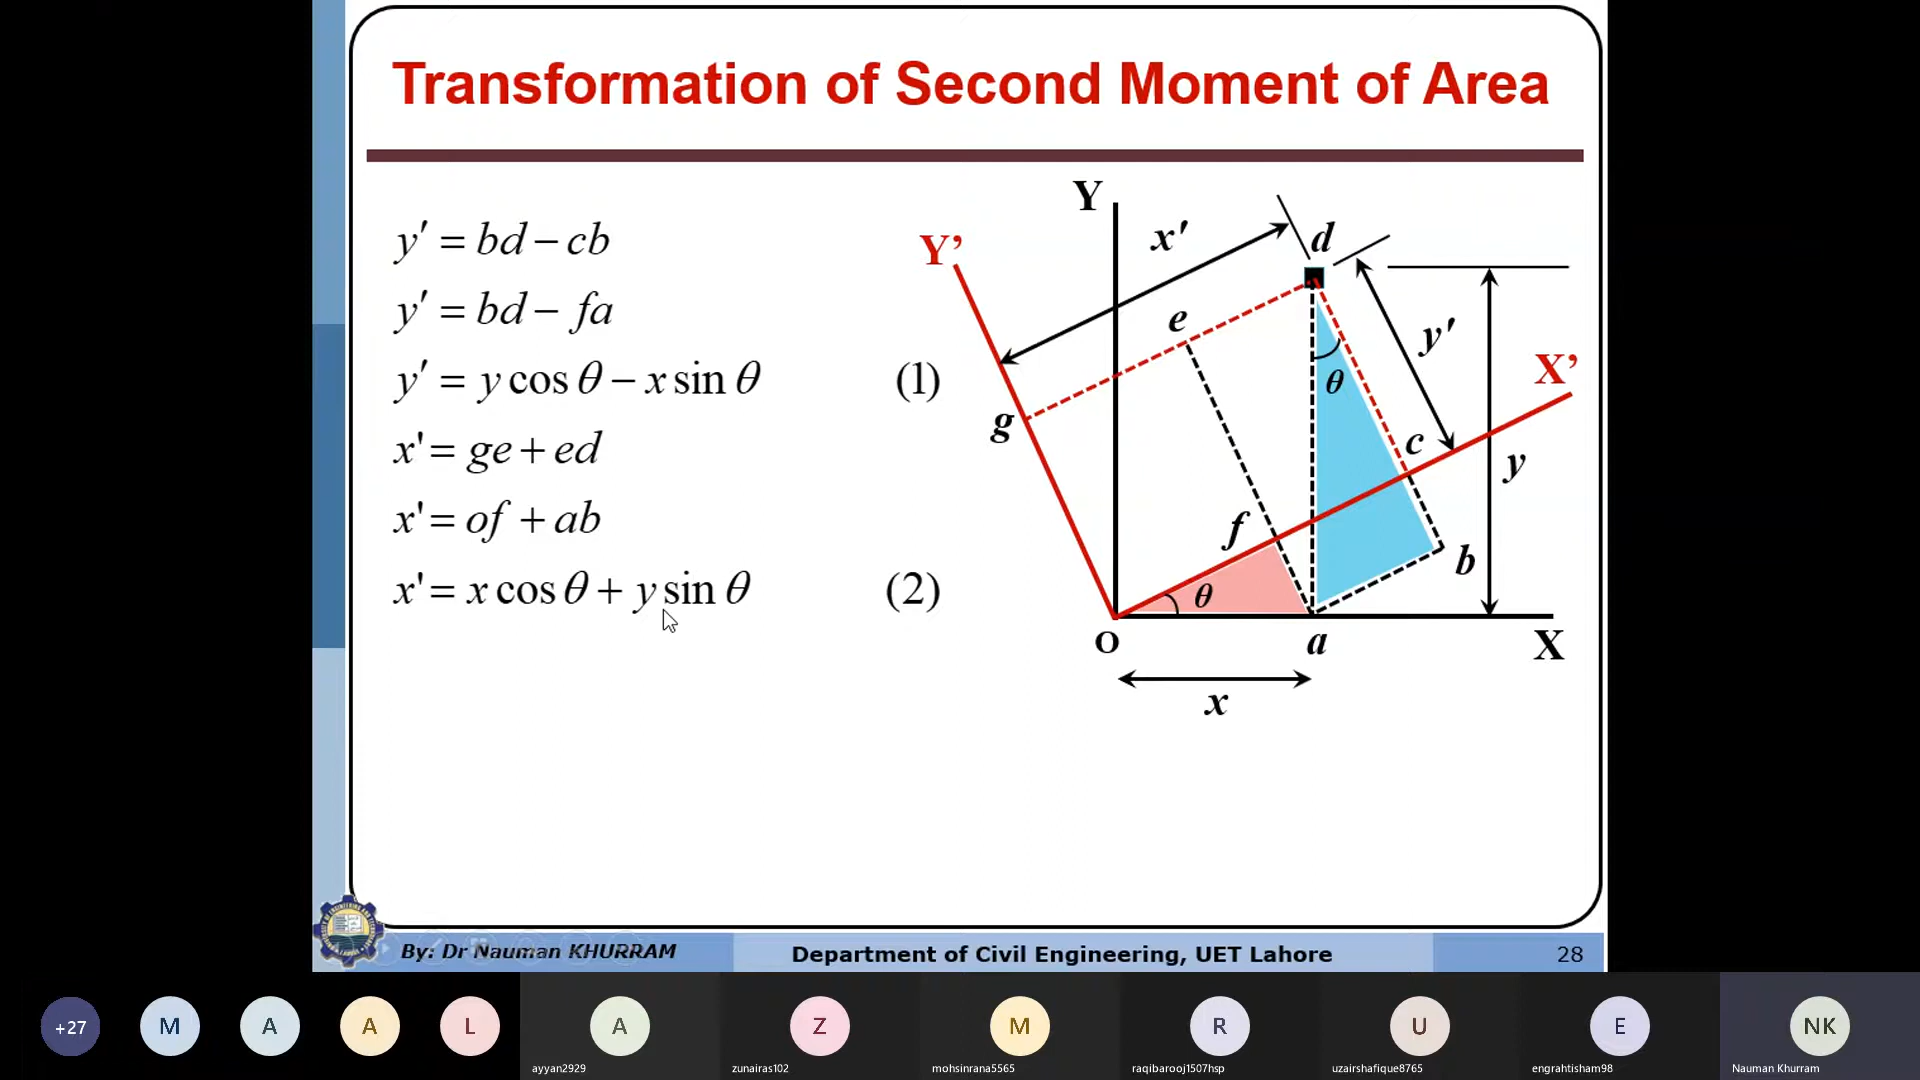 Transformation of Second Moment of Area
y' = bd − cb
y' = bd − fa
y' = y cos θ − x sin θ (1)
x' = ge + ed
x' = of + ab
x' = x cos θ + y sin θ (2)
Y
Y’
x'
d
e
y'
X’
θ
g
c
y
f
b
θ
o
a
X
x
By: Dr Nauman KHURRAM
Department of Civil Engineering, UET Lahore
28
+27
M
A
A
L
A
Z
M
R
U
E
NK
ayyan2929
zunairas102
mohsinrana5565
raqibarooj1507hsp
uzairshafique8765
engrahtisham98
Nauman Khurram